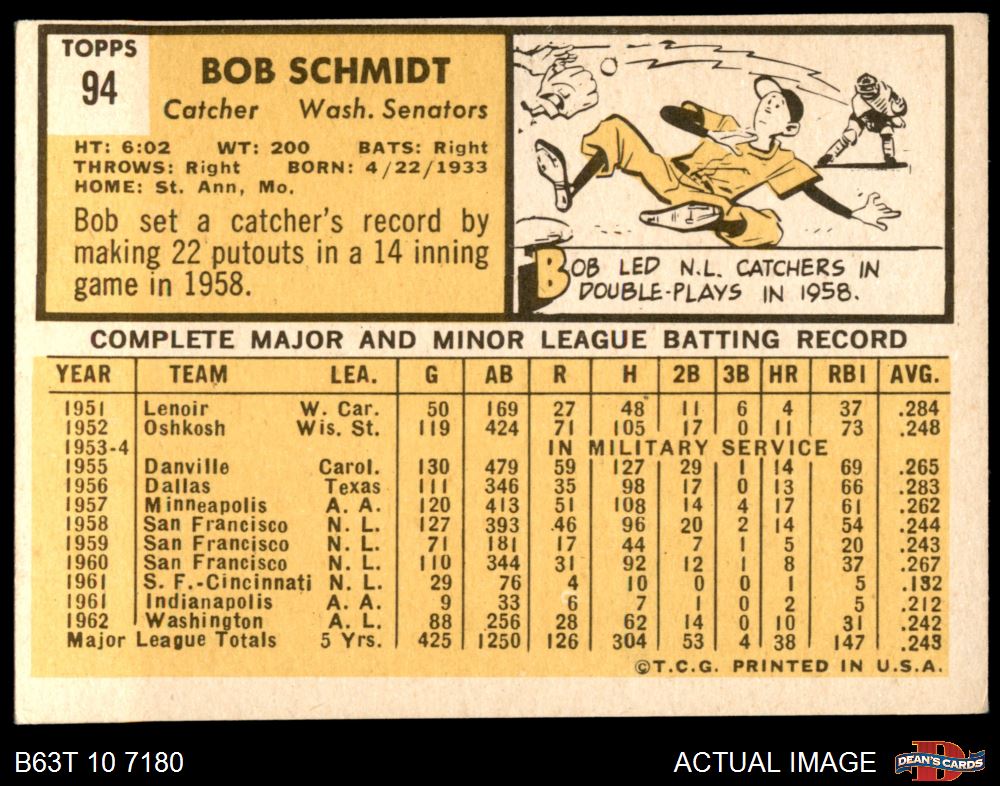 TOPPS
94
BOB SCHMIDT
Catcher Wash. Senators
HT: 6:02 WT: 200 BATS: Right
THROWS: Right BORN: 4/22/1933
HOME: St. Ann, Mo.
Bob set a catcher's record by
making 22 putouts in a 14 inning
game in 1958.
BOB LED N.L. CATCHERS IN
DOUBLE-PLAYS IN 1958.
COMPLETE MAJOR AND MINOR LEAGUE BATTING RECORD
YEAR TEAM LEA. G AB R H 2B 3B HR RBI AVG.
1951 Lenoir W. Car. 50 169 27 48 11 6 4 37 .284
1952 Oshkosh Wis. St. 119 424 71 105 17 0 11 73 .248
1953-4 IN MILITARY SERVICE
1955 Danville Carol. 130 479 59 127 29 1 14 69 .265
1956 Dallas Texas 111 346 35 98 17 0 13 66 .283
1957 Minneapolis A. A. 120 413 51 108 14 4 17 61 .262
1958 San Francisco N. L. 127 393 46 96 20 2 14 54 .244
1959 San Francisco N. L. 71 181 17 44 7 1 5 20 .243
1960 San Francisco N. L. 110 344 31 92 12 1 8 37 .267
1961 S. F.-Cincinnati N. L. 29 76 4 10 0 0 1 5 .132
1961 Indianapolis A. A. 9 33 6 7 1 0 2 5 .212
1962 Washington A. L. 88 256 28 62 14 0 10 31 .242
Major League Totals 5 Yrs. 425 1250 126 304 53 4 38 147 .243
©T.C.G. PRINTED IN U.S.A.
B63T 10 7180
ACTUAL IMAGE
DEAN'S CARDS